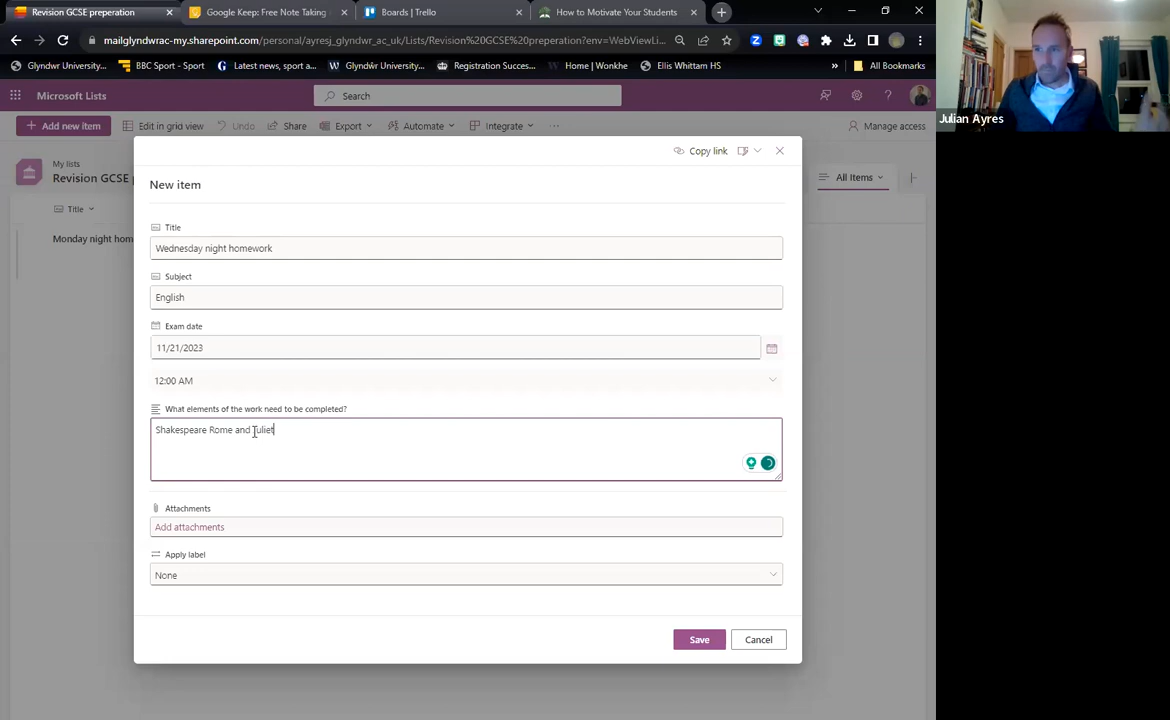 Revision GCSE preperation
Google Keep: Free Note Taking
Boards | Trello
How to Motivate Your Students
mailglyndwrac-my.sharepoint.com/personal/ayresj_glyndwr_ac_uk/Lists/Revision%20GCSE%20preperation?env=WebViewLi...
Glyndwr University...
BBC Sport - Sport
Latest news, sport a...
Glyndŵr University...
Registration Succes...
Home | Wonkhe
Ellis Whittam HS
»
All Bookmarks
Microsoft Lists
Search
Julian Ayres
Add new item
Edit in grid view
Undo
Share
Export
Automate
Integrate
Manage access
Copy link
My lists
Revision GCSE p
All Items
New item
Title
Title
Monday night hom
Wednesday night homework
Subject
English
Exam date
11/21/2023
12:00 AM
What elements of the work need to be completed?
Shakespeare Rome and Juliet
Attachments
Add attachments
Apply label
None
Save
Cancel